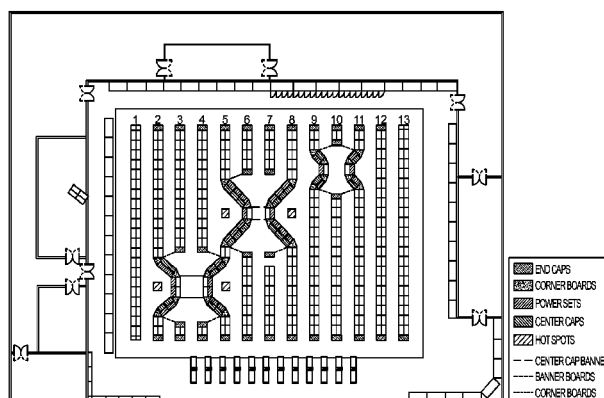 1 2 3 4 5 6 7 8 9 10 11 12 13
END CAPS
CORNER BOARDS
POWER SETS
CENTER CAPS
HOT SPOTS
CENTER CAP BANNE
BANNER BOARDS
CORNER BOARDS